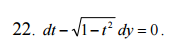 22. dt − √1−t² dy = 0.